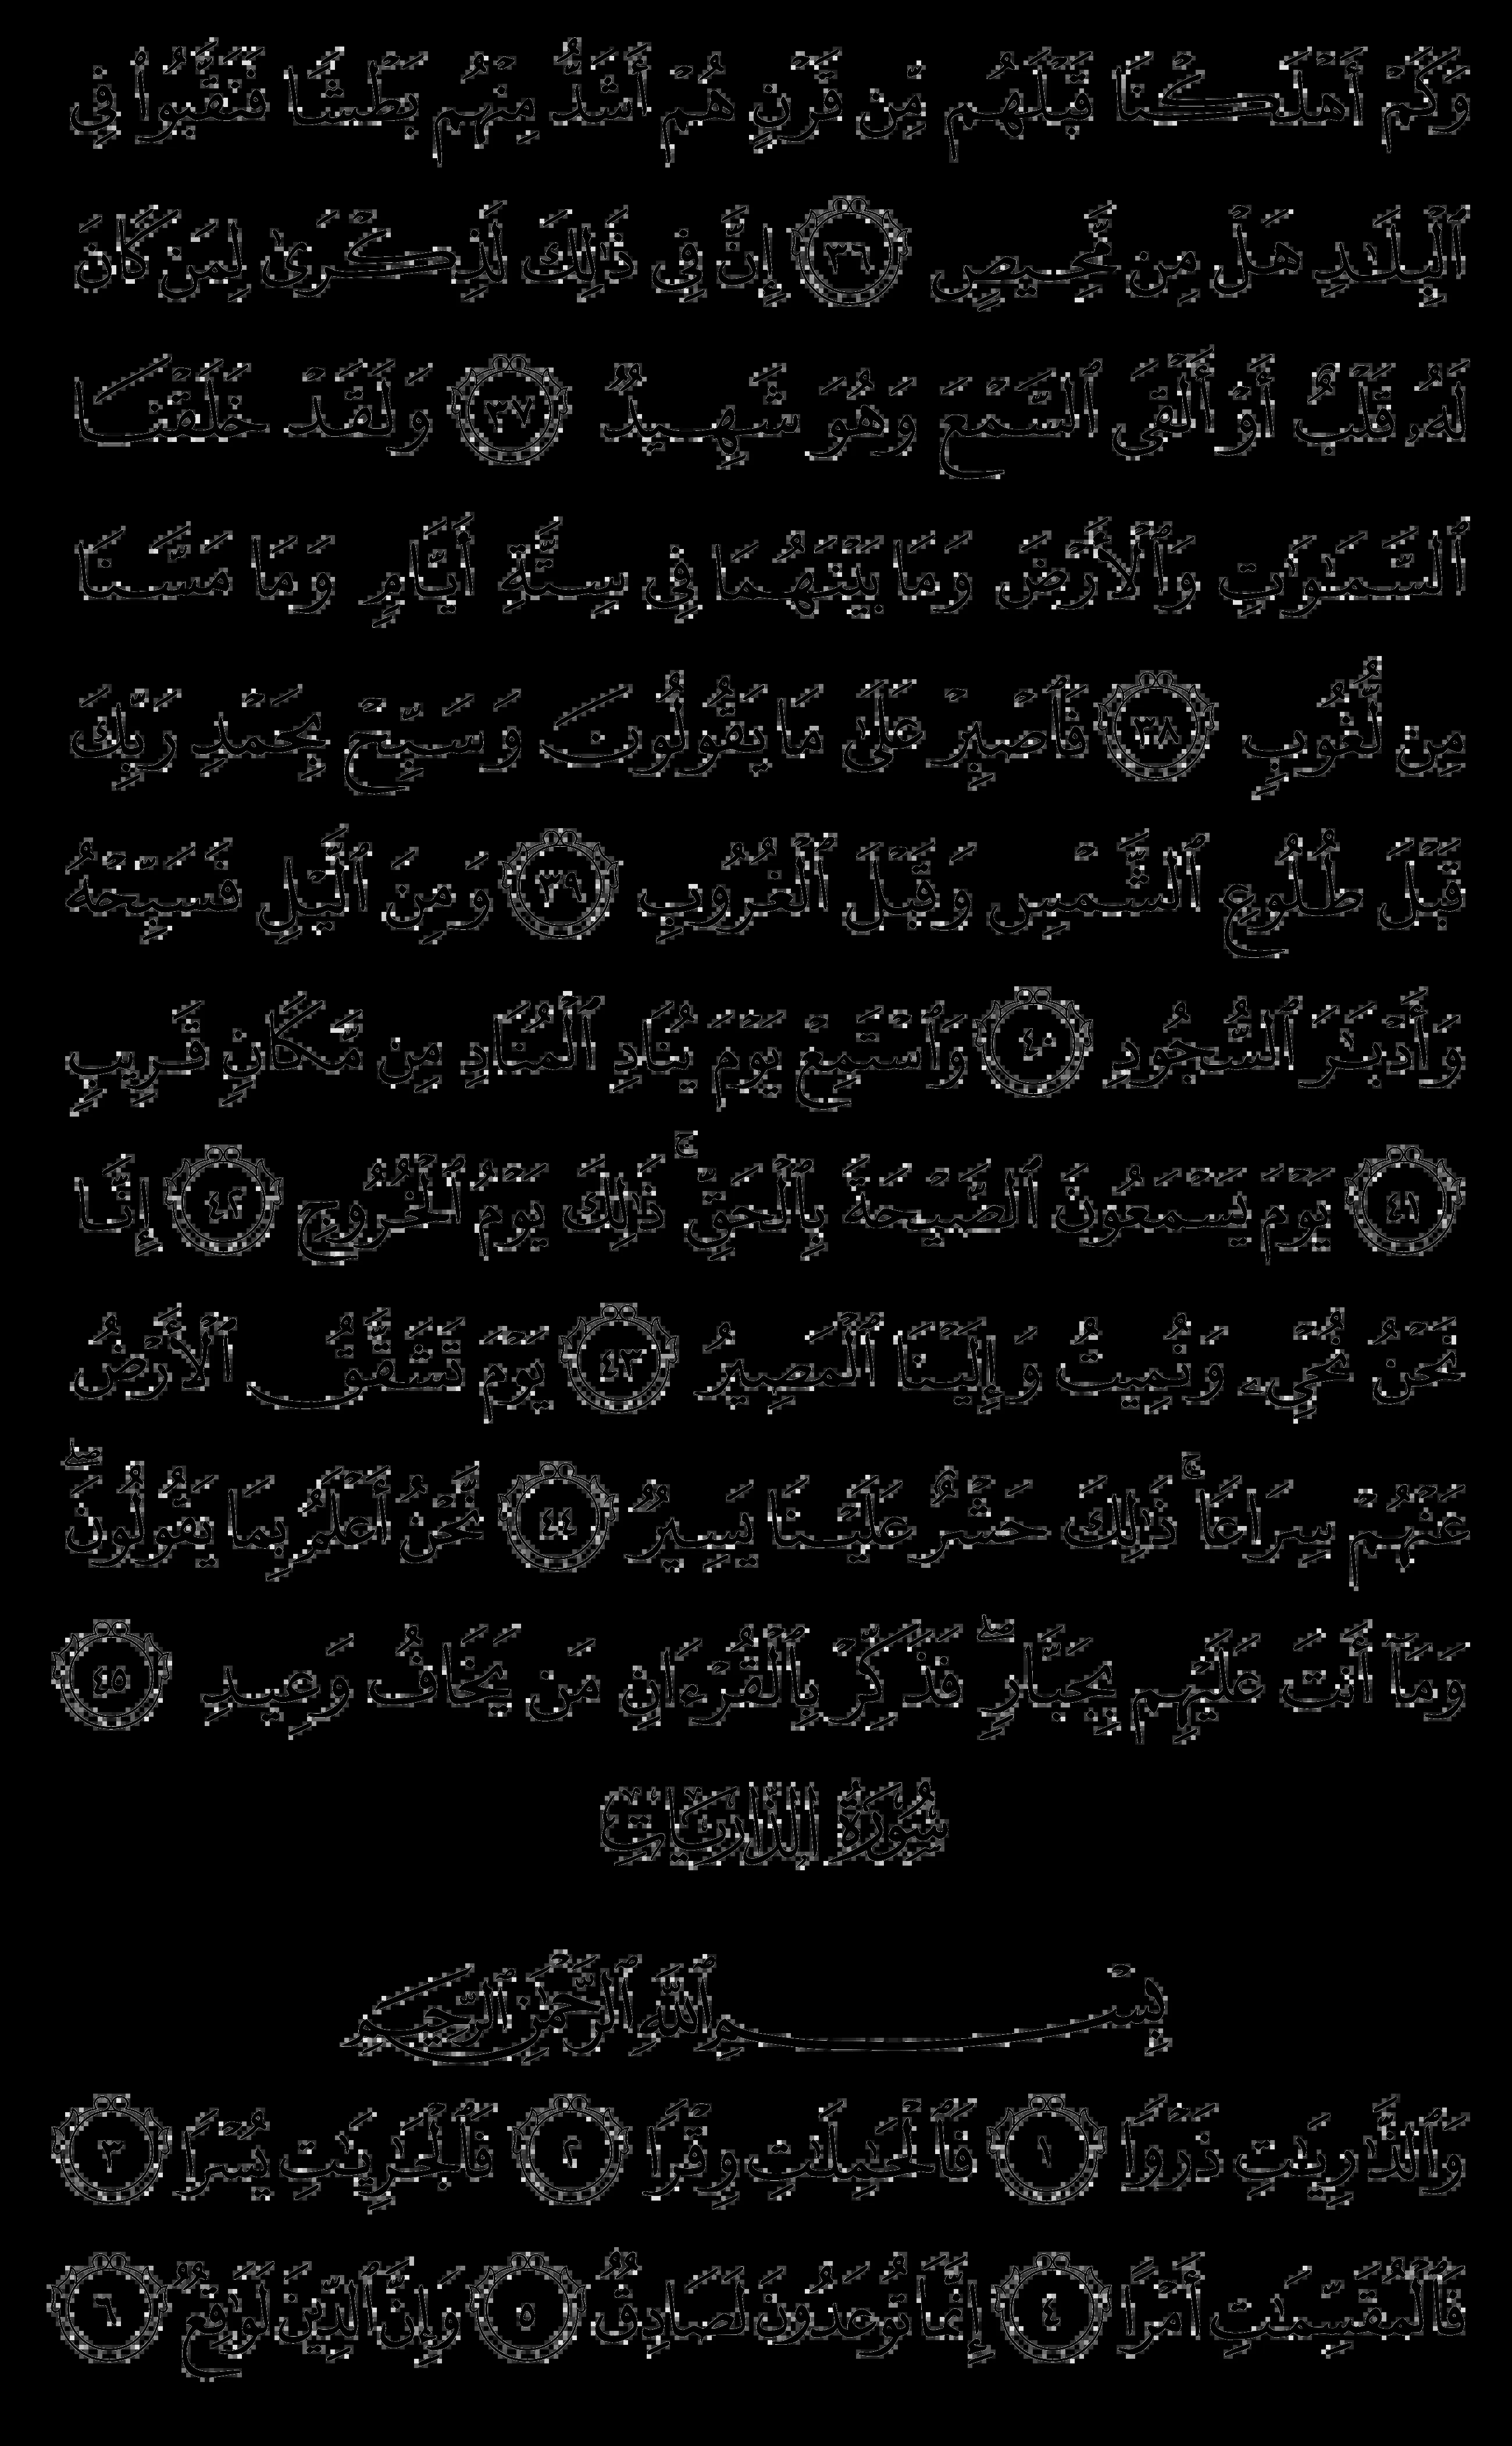 وَكَمْ أَهْلَكْنَا قَبْلَهُم مِّن قَرْنٍ هُمْ أَشَدُّ مِنْهُم بَطْشًا فَنَقَّبُوا۟ فِى
ٱلْبِلَـٰدِ هَلْ مِن مَّحِيصٍ ٣٦ إِنَّ فِى ذَٰلِكَ لَذِكْرَىٰ لِمَن كَانَ
لَهُۥ قَلْبٌ أَوْ أَلْقَى ٱلسَّمْعَ وَهُوَ شَهِيدٌ ٣٧ وَلَقَدْ خَلَقْنَا
ٱلسَّمَـٰوَٰتِ وَٱلْأَرْضَ وَمَا بَيْنَهُمَا فِى سِتَّةِ أَيَّامٍ وَمَا مَسَّنَا
مِن لُّغُوبٍ ٣٨ فَٱصْبِرْ عَلَىٰ مَا يَقُولُونَ وَسَبِّحْ بِحَمْدِ رَبِّكَ
قَبْلَ طُلُوعِ ٱلشَّمْسِ وَقَبْلَ ٱلْغُرُوبِ ٣٩ وَمِنَ ٱلَّيْلِ فَسَبِّحْهُ
وَأَدْبَـٰرَ ٱلسُّجُودِ ٤٠ وَٱسْتَمِعْ يَوْمَ يُنَادِ ٱلْمُنَادِ مِن مَّكَانٍ قَرِيبٍ
٤١ يَوْمَ يَسْمَعُونَ ٱلصَّيْحَةَ بِٱلْحَقِّ ۚ ذَٰلِكَ يَوْمُ ٱلْخُرُوجِ ٤٢ إِنَّا
نَحْنُ نُحْىِۦ وَنُمِيتُ وَإِلَيْنَا ٱلْمَصِيرُ ٤٣ يَوْمَ تَشَقَّقُ ٱلْأَرْضُ
عَنْهُمْ سِرَاعًا ۚ ذَٰلِكَ حَشْرٌ عَلَيْنَا يَسِيرٌ ٤٤ نَّحْنُ أَعْلَمُ بِمَا يَقُولُونَ ۖ
وَمَآ أَنتَ عَلَيْهِم بِجَبَّارٍ ۖ فَذَكِّرْ بِٱلْقُرْءَانِ مَن يَخَافُ وَعِيدِ ٤٥
سُورَةُ الذَّارِيَاتِ
بِسْمِ ٱللَّهِ ٱلرَّحْمَـٰنِ ٱلرَّحِيمِ
وَٱلذَّٰرِيَـٰتِ ذَرْوًا ١ فَٱلْحَـٰمِلَـٰتِ وِقْرًا ٢ فَٱلْجَـٰرِيَـٰتِ يُسْرًا ٣
فَٱلْمُقَسِّمَـٰتِ أَمْرًا ٤ إِنَّمَا تُوعَدُونَ لَصَادِقٌ ٥ وَإِنَّ ٱلدِّينَ لَوَٰقِعٌ ٦